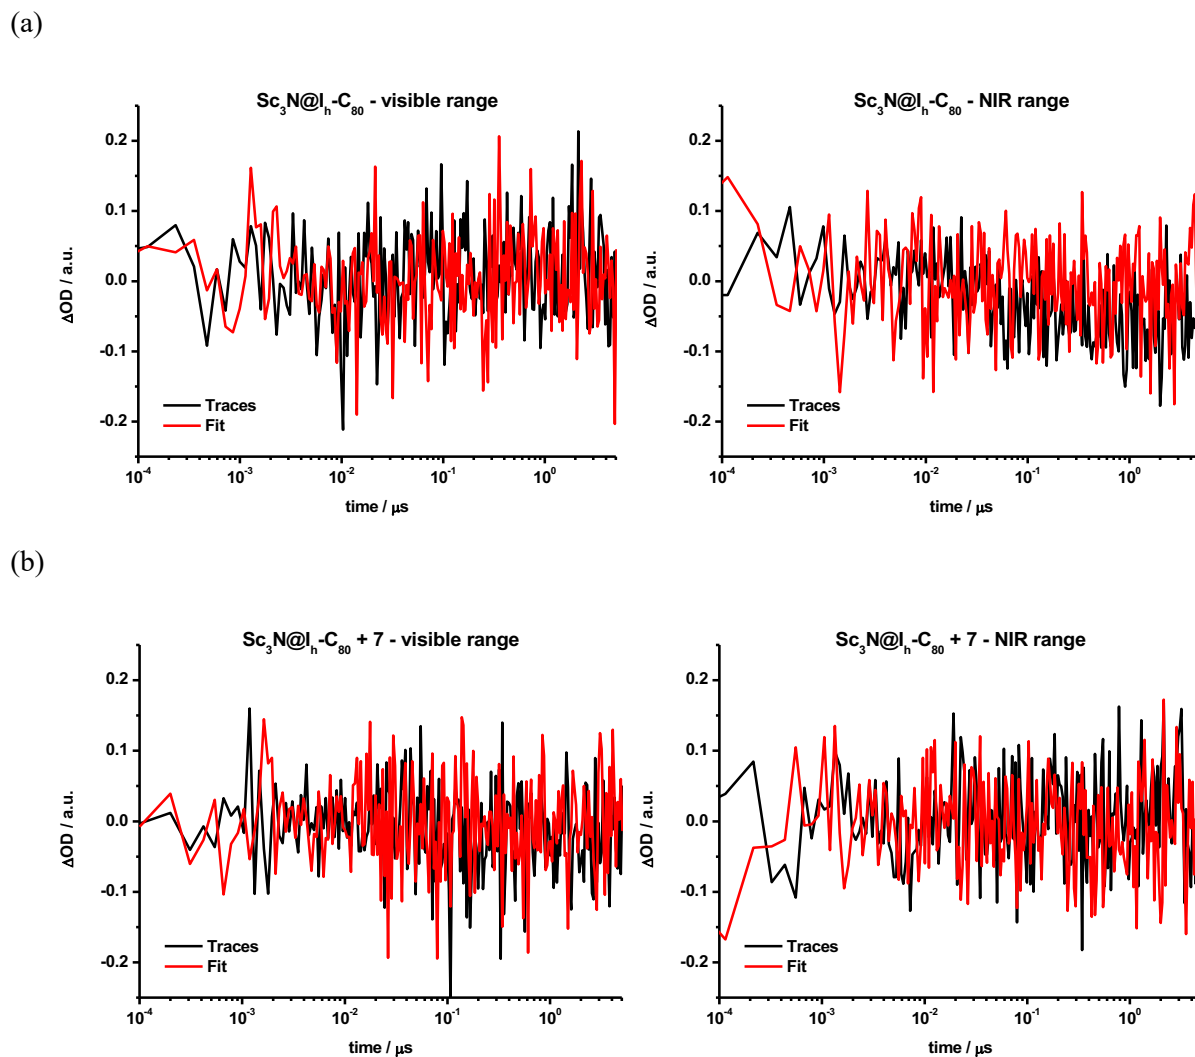 (a)
Sc₃N@Iₕ-C₈₀ - visible range
ΔOD / a.u.
0.2
0.1
0.0
-0.1
-0.2
Traces
Fit
10⁻⁴ 10⁻³ 10⁻² 10⁻¹ 10⁰
time / μs
Sc₃N@Iₕ-C₈₀ - NIR range
ΔOD / a.u.
0.2
0.1
0.0
-0.1
-0.2
Traces
Fit
10⁻⁴ 10⁻³ 10⁻² 10⁻¹ 10⁰
time / μs
(b)
Sc₃N@Iₕ-C₈₀ + 7 - visible range
ΔOD / a.u.
0.2
0.1
0.0
-0.1
-0.2
Traces
Fit
10⁻⁴ 10⁻³ 10⁻² 10⁻¹ 10⁰
time / μs
Sc₃N@Iₕ-C₈₀ + 7 - NIR range
ΔOD / a.u.
0.2
0.1
0.0
-0.1
-0.2
Traces
Fit
10⁻⁴ 10⁻³ 10⁻² 10⁻¹ 10⁰
time / μs